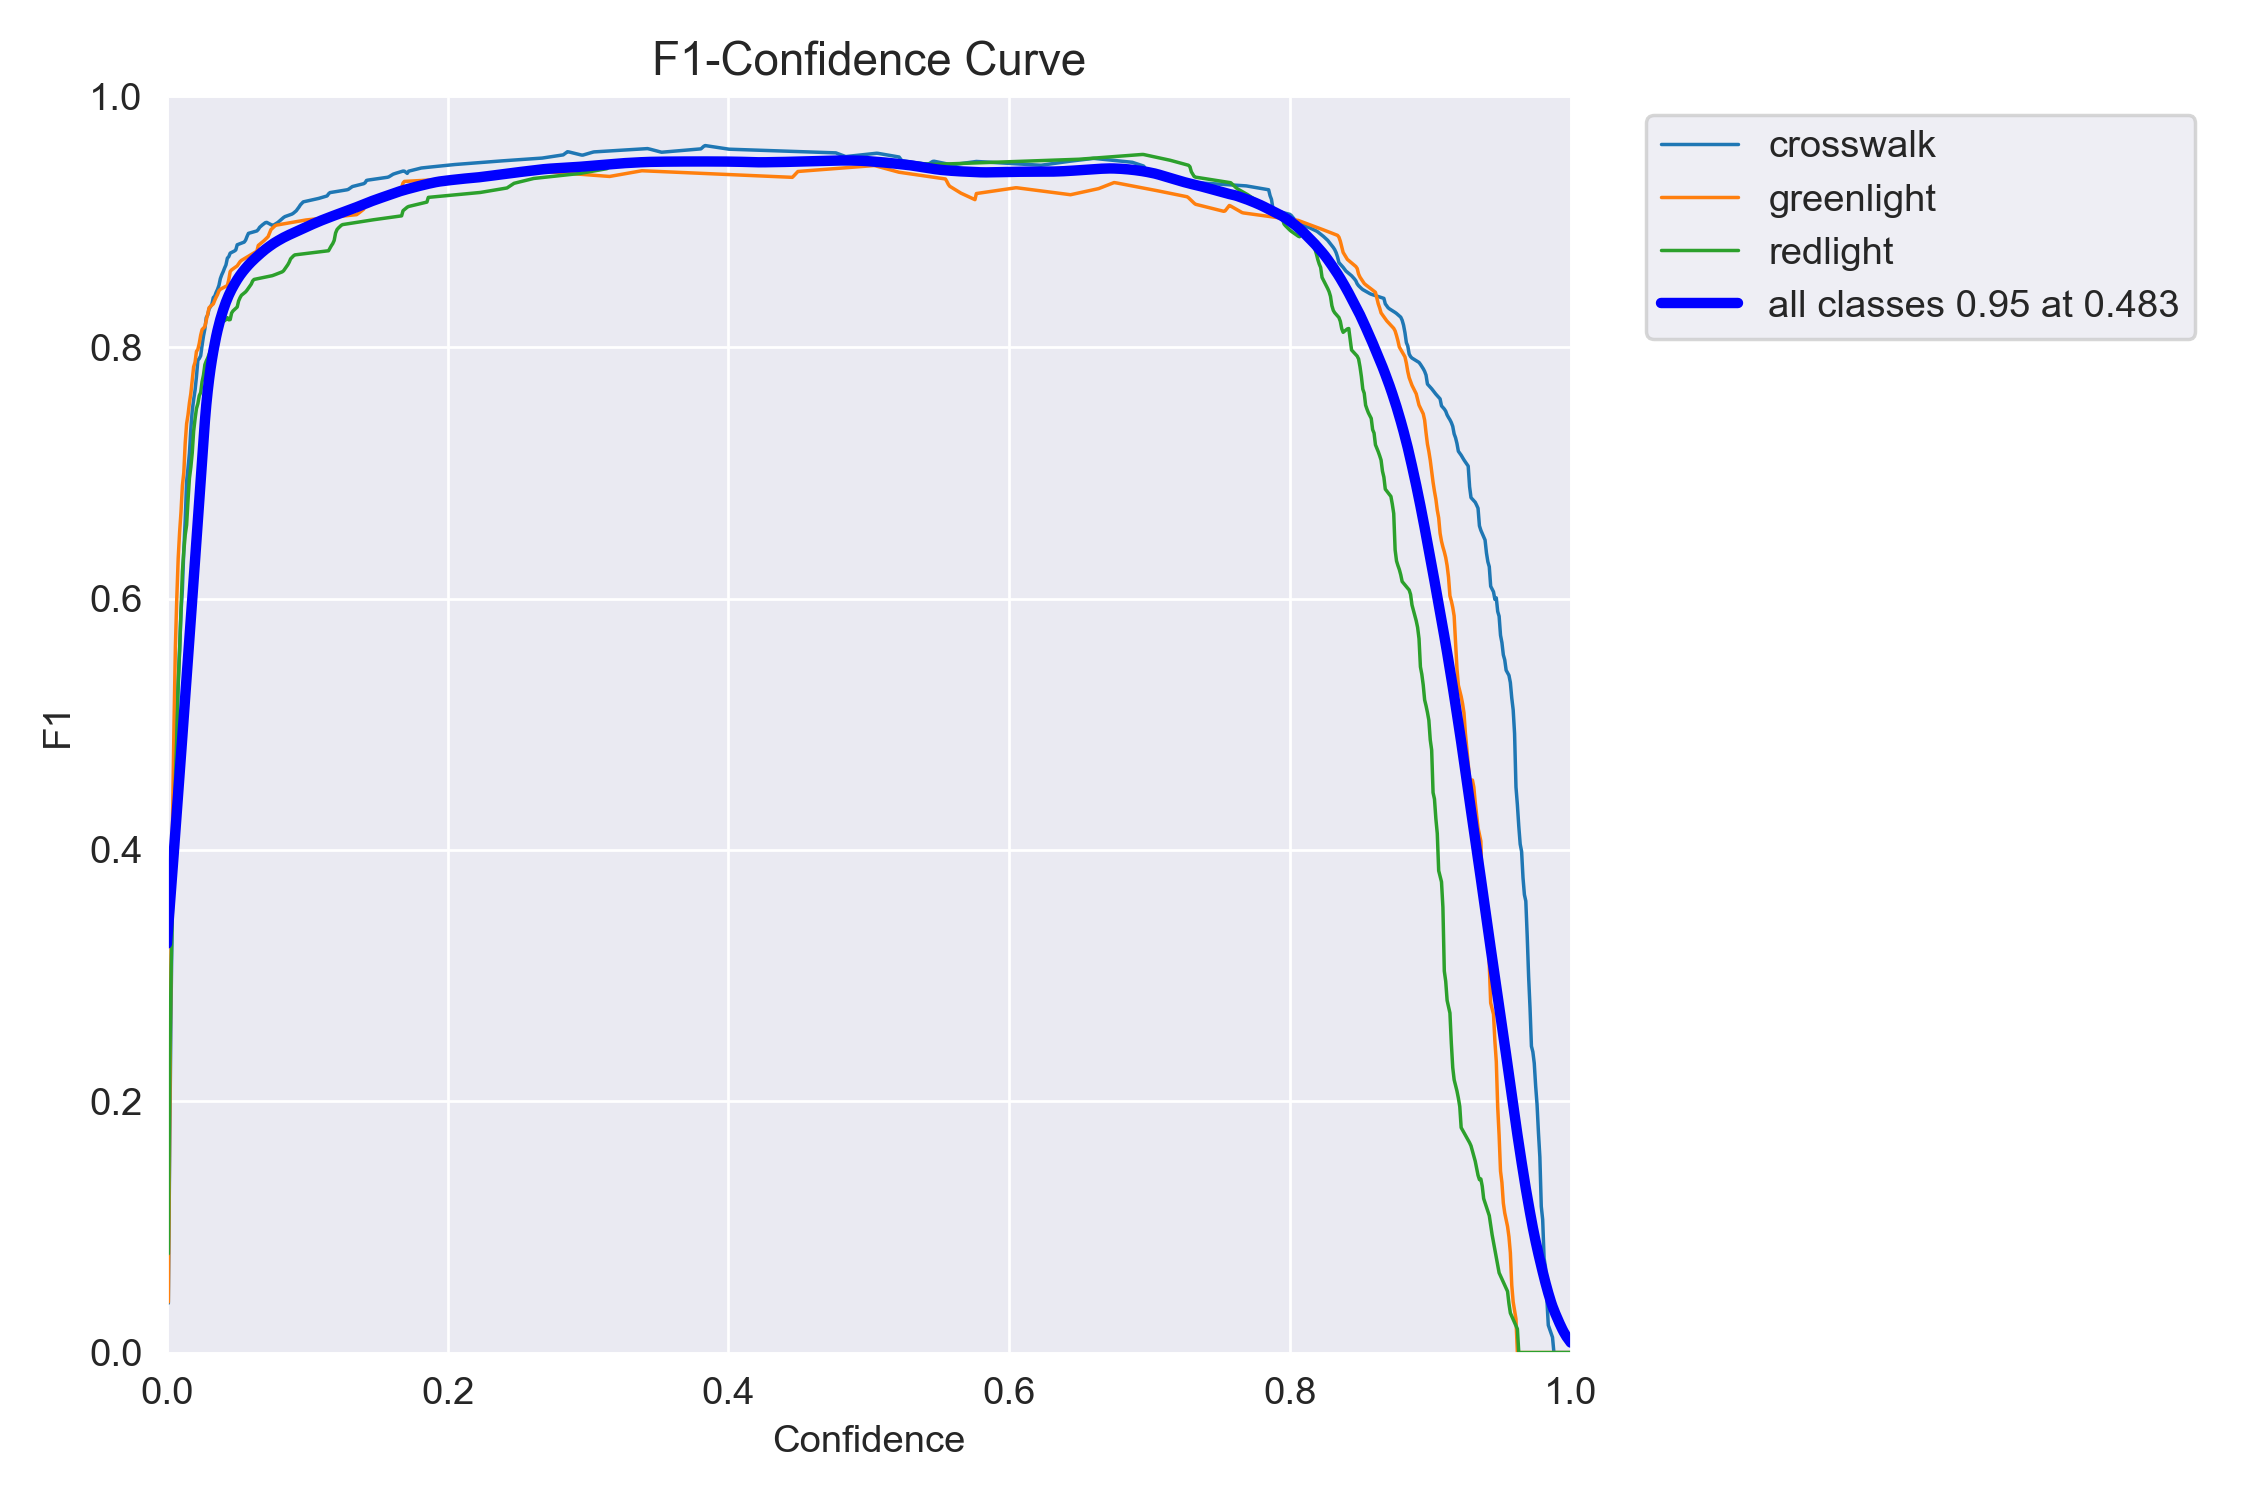 F1-Confidence Curve
1.0
0.8
0.6
0.4
0.2
0.0
F1
0.0 0.2 0.4 0.6 0.8 1.0
Confidence
crosswalk
greenlight
redlight
all classes 0.95 at 0.483